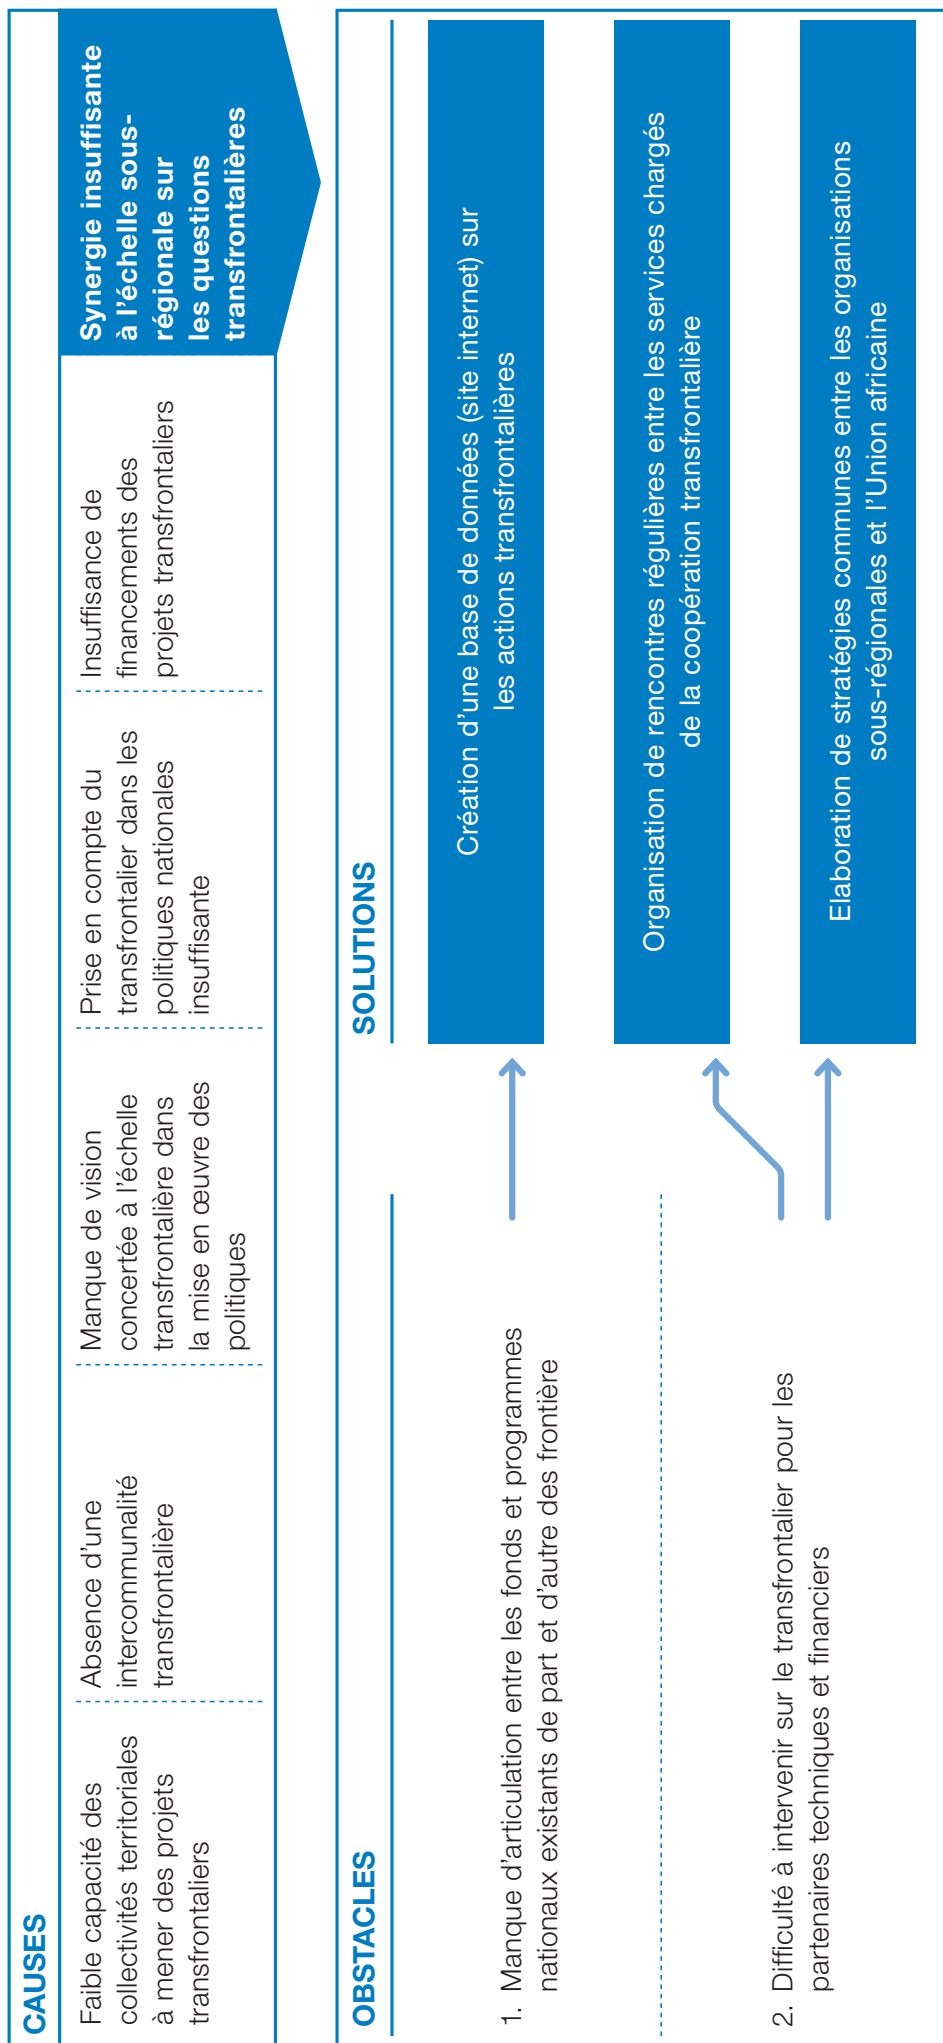 CAUSES
Faible capacité des
collectivités territoriales
à mener des projets
transfrontaliers
Absence d’une
intercommunalité
transfrontalière
Manque de vision
concertée à l’échelle
transfrontalière dans
la mise en œuvre des
politiques
Prise en compte du
transfrontalier dans les
politiques nationales
insuffisante
Insuffisance de
financements des
projets transfrontaliers
Synergie insuffisante
à l’échelle sous-
régionale sur
les questions
transfrontalières
OBSTACLES
1. Manque d’articulation entre les fonds et programmes
nationaux existants de part et d’autre des frontière
2. Difficulté à intervenir sur le transfrontalier pour les
partenaires techniques et financiers
SOLUTIONS
Création d’une base de données (site internet) sur
les actions transfrontalières
Organisation de rencontres régulières entre les services chargés
de la coopération transfrontalière
Elaboration de stratégies communes entre les organisations
sous-régionales et l’Union africaine